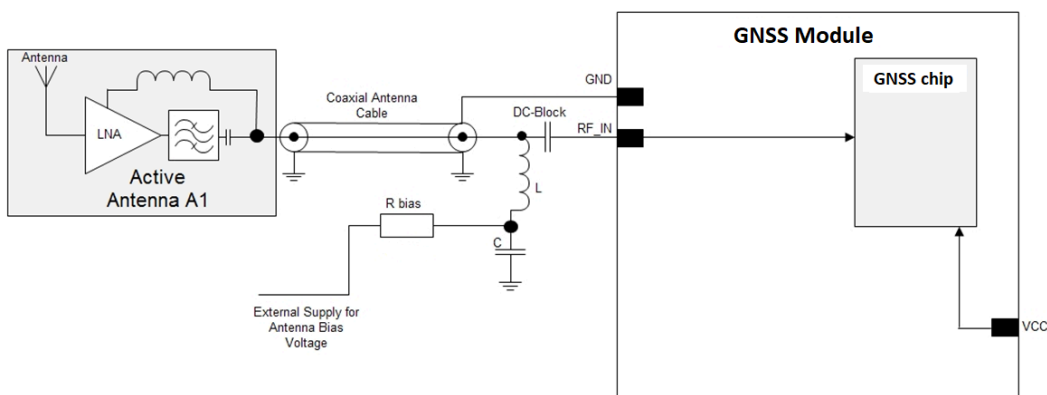 GNSS Module
Antenna
GND
GNSS chip
Coaxial Antenna
Cable
DC-Block
RF_IN
LNA
Active
Antenna A1
L
R bias
C
External Supply for
Antenna Bias
Voltage
VCC